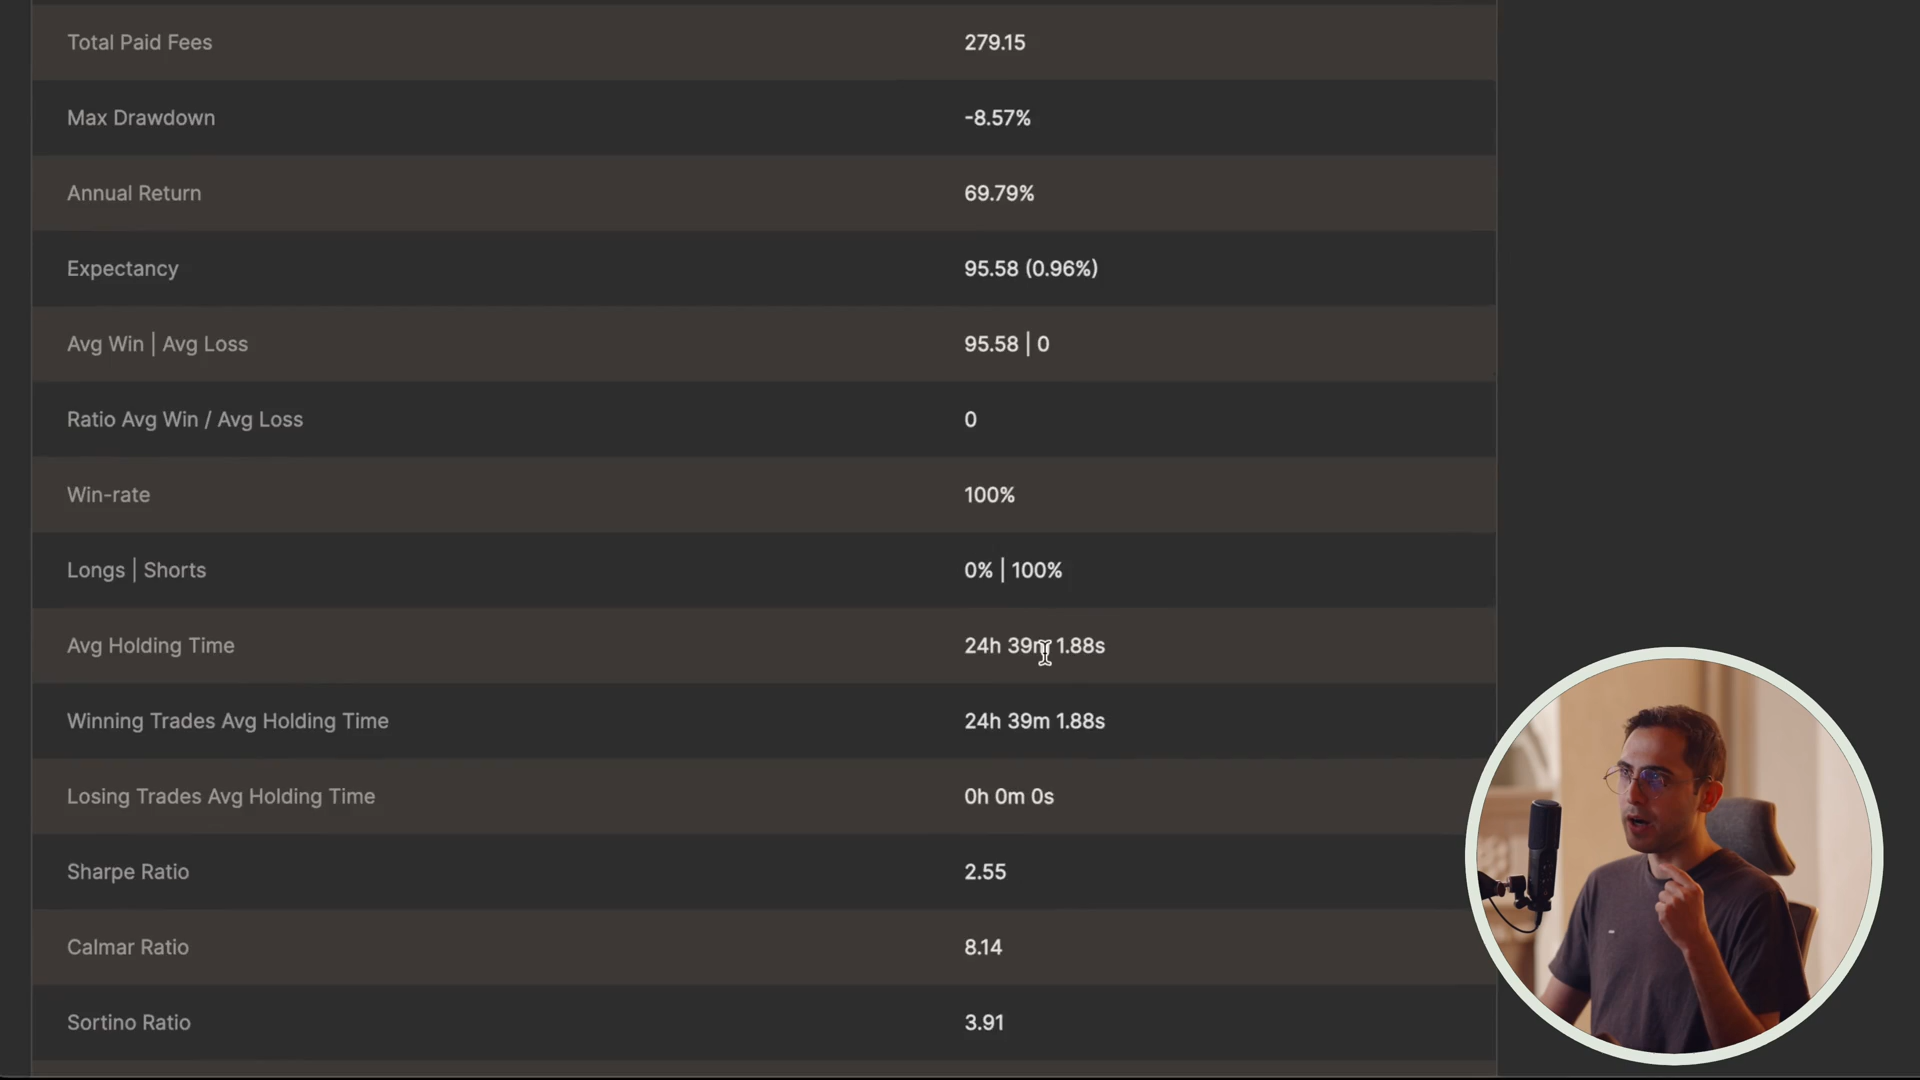 Total Paid Fees 279.15
Max Drawdown -8.57%
Annual Return 69.79%
Expectancy 95.58 (0.96%)
Avg Win | Avg Loss 95.58 | 0
Ratio Avg Win / Avg Loss 0
Win-rate 100%
Longs | Shorts 0% | 100%
Avg Holding Time 24h 39m 1.88s
Winning Trades Avg Holding Time 24h 39m 1.88s
Losing Trades Avg Holding Time 0h 0m 0s
Sharpe Ratio 2.55
Calmar Ratio 8.14
Sortino Ratio 3.91